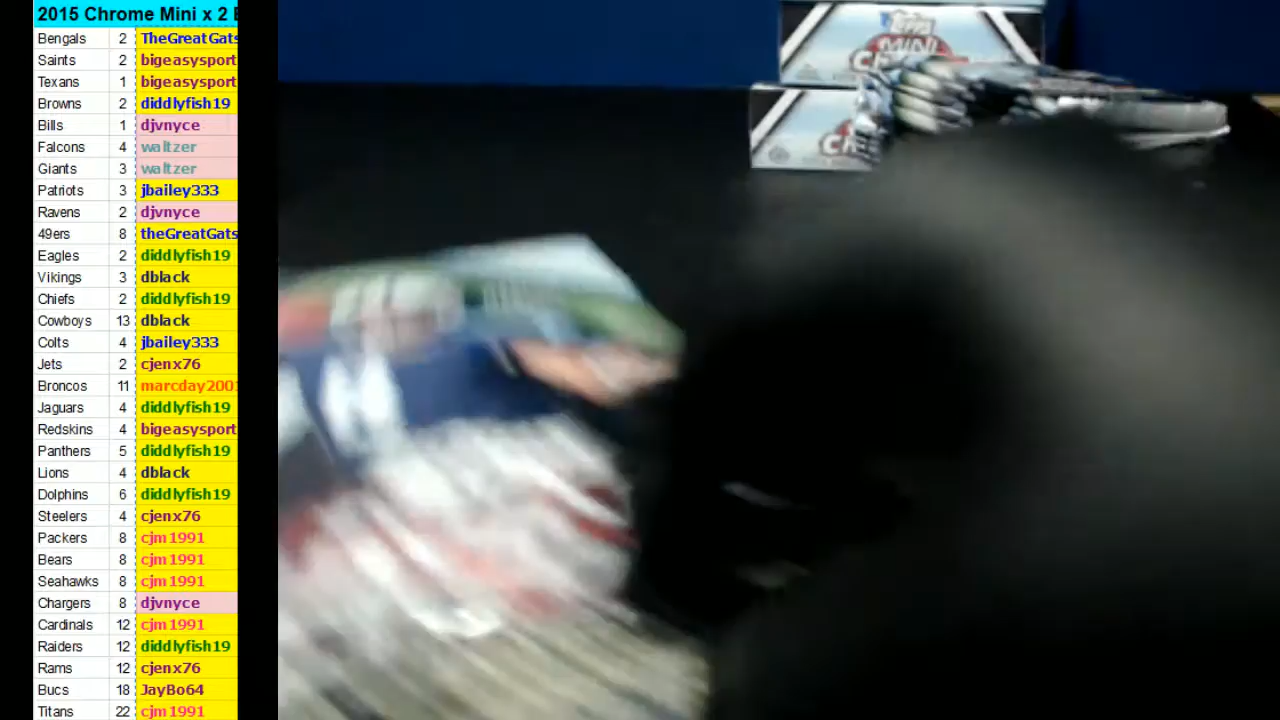 2015 Chrome Mini x 2 B
Bengals 2 TheGreatGats
Saints 2 bigeasysport
Texans 1 bigeasysport
Browns 2 diddlyfish19
Bills 1 djvnyce
Falcons 4 waltzer
Giants 3 waltzer
Patriots 3 jbailey333
Ravens 2 djvnyce
49ers 8 theGreatGats
Eagles 2 diddlyfish19
Vikings 3 dblack
Chiefs 2 diddlyfish19
Cowboys 13 dblack
Colts 4 jbailey333
Jets 2 cjenx76
Broncos 11 marcday2001
Jaguars 4 diddlyfish19
Redskins 4 bigeasysport
Panthers 5 diddlyfish19
Lions 4 dblack
Dolphins 6 diddlyfish19
Steelers 4 cjenx76
Packers 8 cjm1991
Bears 8 cjm1991
Seahawks 8 cjm1991
Chargers 8 djvnyce
Cardinals 12 cjm1991
Raiders 12 diddlyfish19
Rams 12 cjenx76
Bucs 18 JayBo64
Titans 22 cjm1991
Topps
MINI